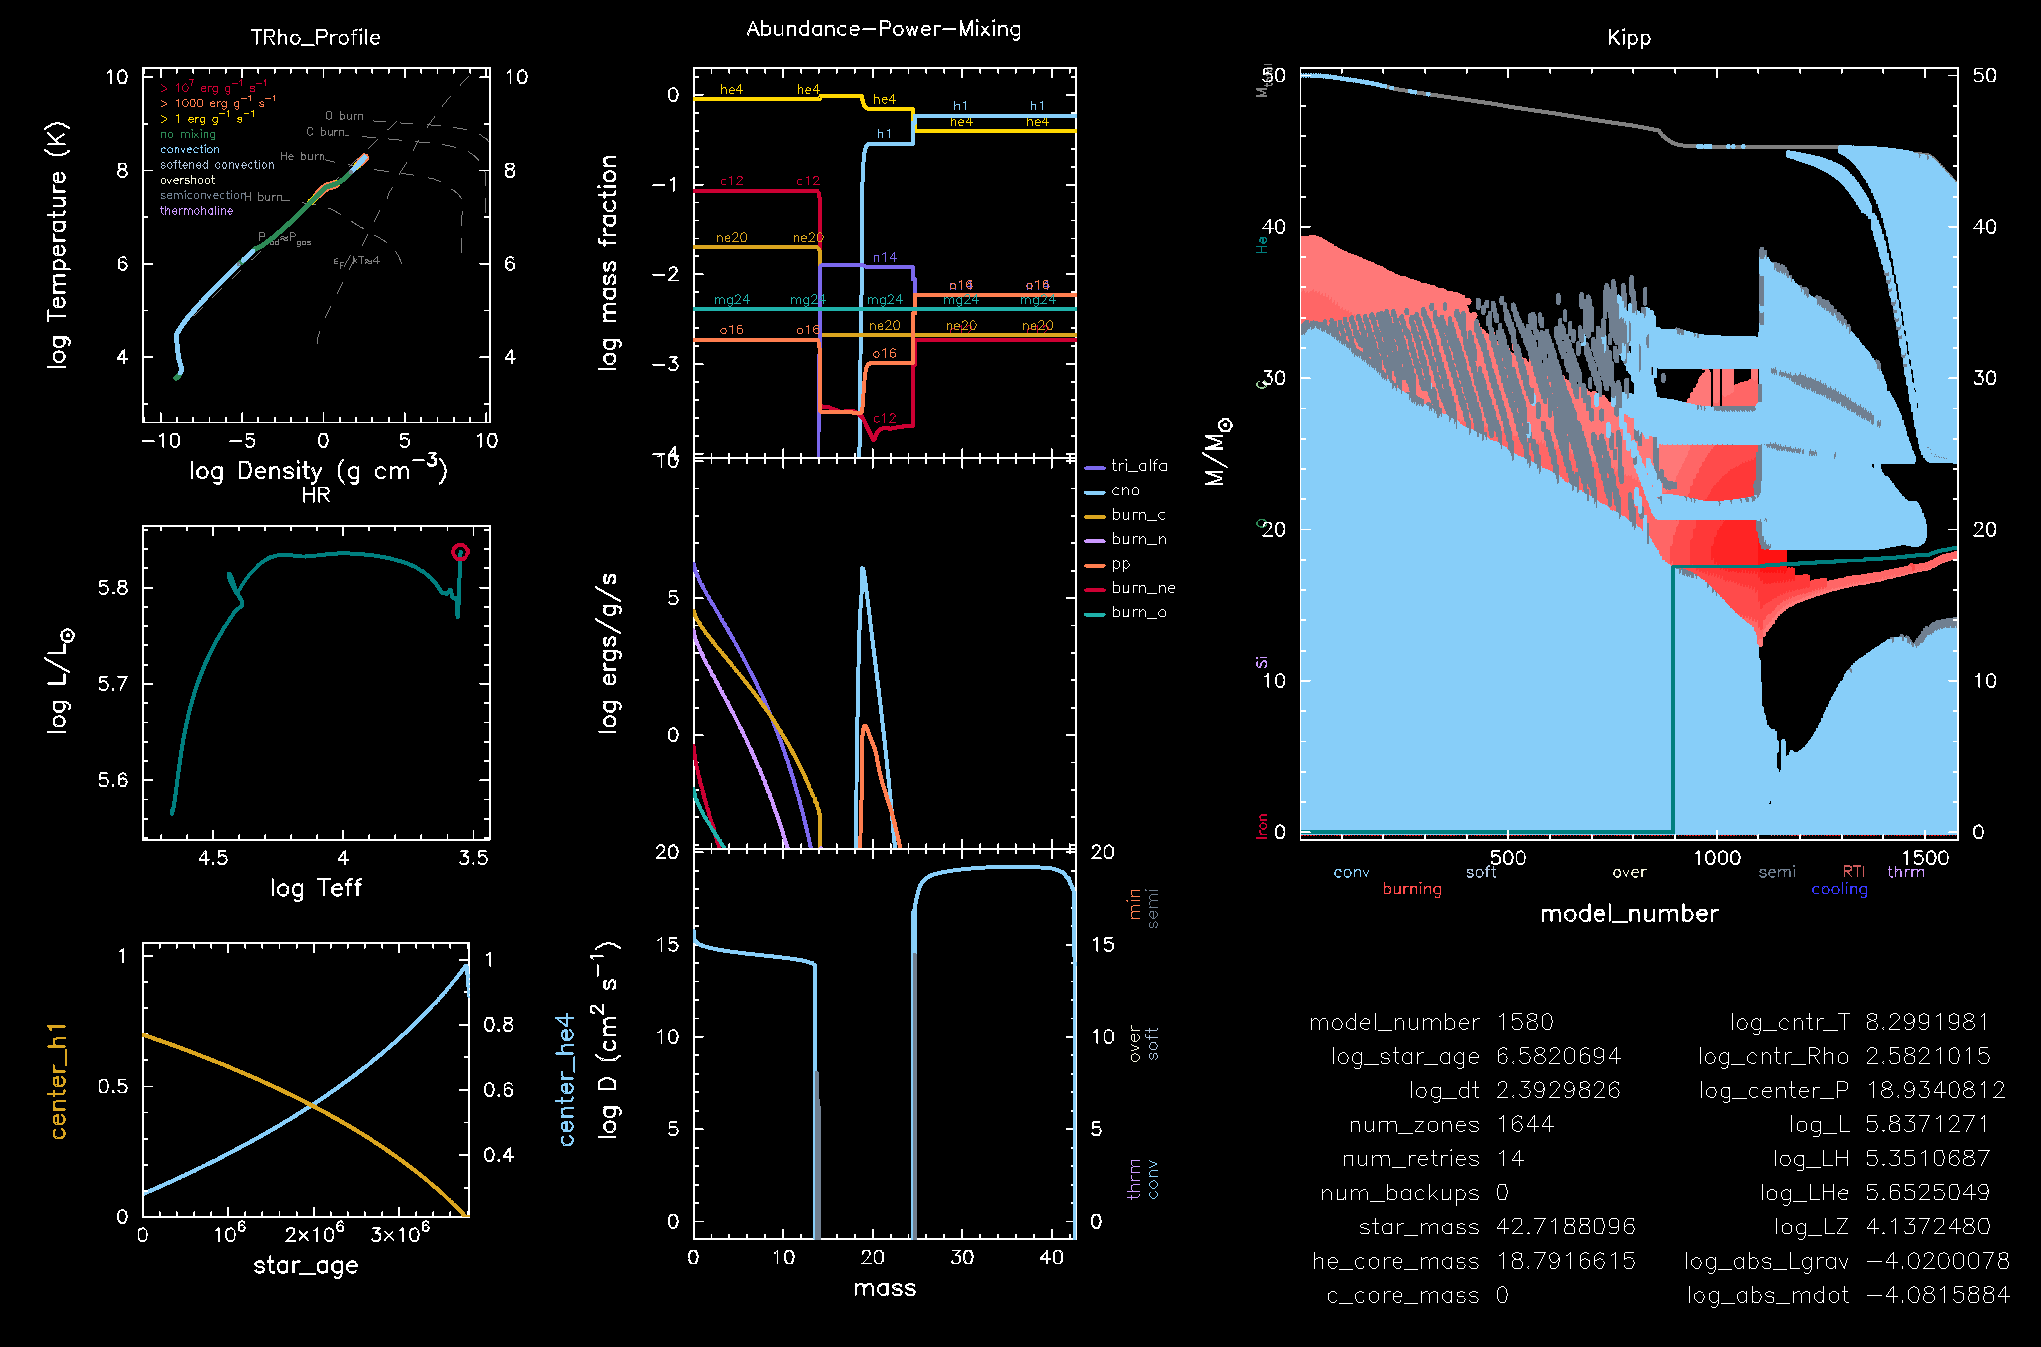 TRho_Profile
10
8
6
4
10
8
6
4
> 10⁷ erg g⁻¹ s⁻¹
> 1000 erg g⁻¹ s⁻¹
> 1 erg g⁻¹ s⁻¹
no mixing
convection
softened convection
overshoot
semiconvection
thermohaline
O burn
C burn
He burn
H burn
ε_F/kT≈4
log Temperature (K)
−10 −5 0 5 10
log Density (g cm⁻³)
HR
5.8
5.7
5.6
log L/L⊙
4.5 4 3.5
log Teff
1
0.5
0
1
0.8
0.6
0.4
center_h1
center_he4
0 10⁶ 2×10⁶ 3×10⁶
star_age
Abundance−Power−Mixing
0
−1
−2
−3
−4
log mass fraction
he4 he4 he4 h1 h1
h1 he4 he4
c12 c12
ne20 ne20 n14
mg24 mg24 mg24 mg24 mg24
o16 o16 ne20 ne20 ne20
o16
c12
o16 o16
10
5
0
log ergs/g/s
tri_alfa
cno
burn_c
burn_n
pp
burn_ne
burn_o
20
15
10
5
0
20
15
10
5
0
log D (cm² s⁻¹)
min
semi
over
soft
thrm
conv
0 10 20 30 40
mass
Kipp
50
40
30
20
10
0
50
40
30
20
10
0
M/M⊙
He
C
O
Si
Iron
500 1000 1500
conv soft over semi RTI thrm
burning cooling
model_number
model_number 1580 log_cntr_T 8.2991981
log_star_age 6.5820694 log_cntr_Rho 2.5821015
log_dt 2.3929826 log_center_P 18.9340812
num_zones 1644 log_L 5.8371271
num_retries 14 log_LH 5.3510687
num_backups 0 log_LHe 5.6525049
star_mass 42.7188096 log_LZ 4.1372480
he_core_mass 18.7916615 log_abs_Lgrav −4.0200078
c_core_mass 0 log_abs_mdot −4.0815884